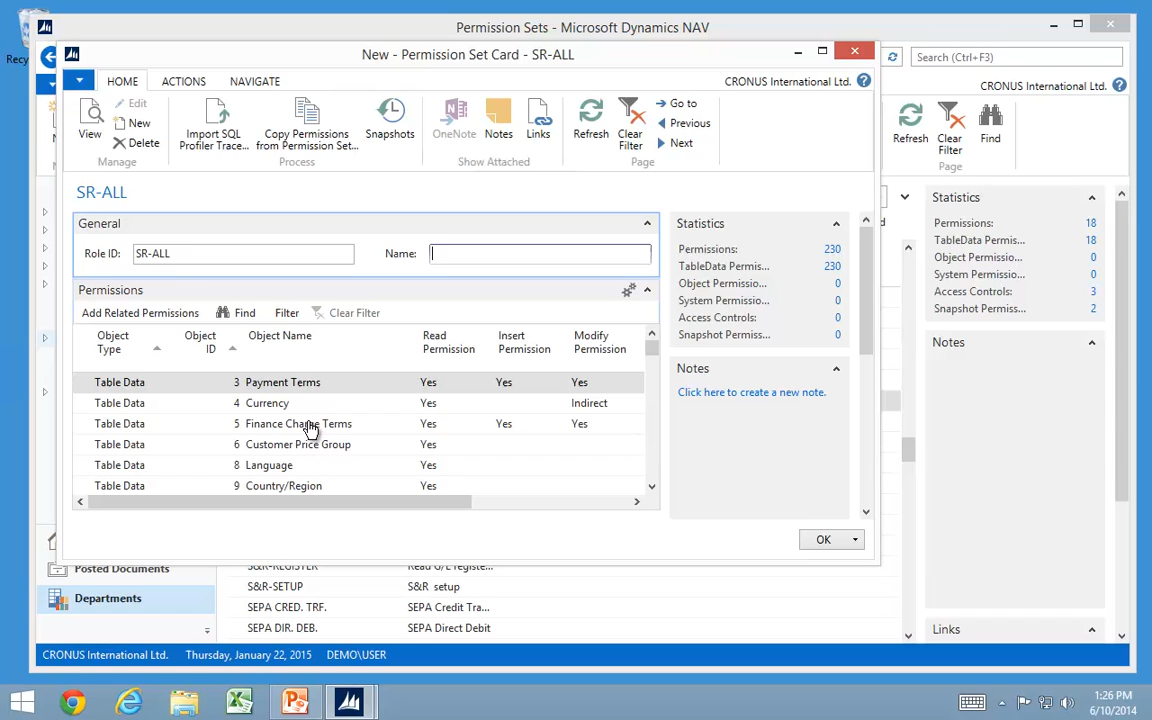 Recy
Permission Sets - Microsoft Dynamics NAV
Search (Ctrl+F3)
CRONUS International Ltd.
Refresh
Clear Filter
Find
Page
New - Permission Set Card - SR-ALL
HOME ACTIONS NAVIGATE
CRONUS International Ltd.
View
Edit
New
Delete
Manage
Import SQL Profiler Trace...
Copy Permissions from Permission Set...
Snapshots
Process
OneNote
Notes
Links
Show Attached
Refresh
Clear Filter
Go to
Previous
Next
Page
SR-ALL
General
Role ID: SR-ALL
Name:
Permissions
Add Related Permissions Find Filter Clear Filter
Object Type Object ID Object Name Read Permission Insert Permission Modify Permission
Table Data 3 Payment Terms Yes Yes Yes
Table Data 4 Currency Yes Indirect
Table Data 5 Finance Charge Terms Yes Yes Yes
Table Data 6 Customer Price Group Yes
Table Data 8 Language Yes
Table Data 9 Country/Region Yes
Statistics
Permissions: 230
TableData Permis... 230
Object Permissio... 0
System Permissio... 0
Access Controls: 0
Snapshot Permiss... 0
Notes
Click here to create a new note.
OK
Statistics
Permissions: 18
TableData Permis... 18
Object Permissio... 0
System Permissio... 0
Access Controls: 3
Snapshot Permiss... 2
Notes
Links
Posted Documents
Departments
S&R-REGISTER Read G/L registe...
S&R-SETUP S&R setup
SEPA CRED. TRF. SEPA Credit Tra...
SEPA DIR. DEB. SEPA Direct Debit
CRONUS International Ltd. Thursday, January 22, 2015 DEMO\USER
1:26 PM
6/10/2014